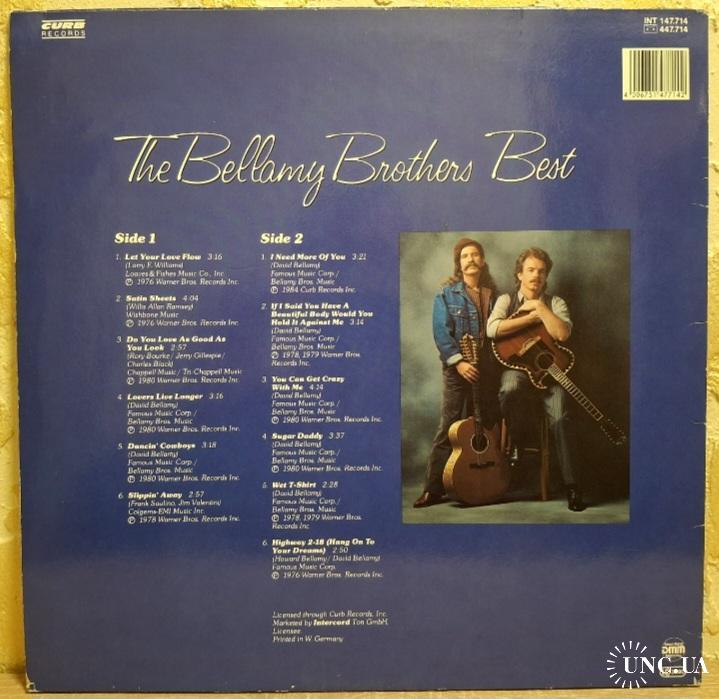 CURB
RECORDS
INT 147.714
447.714
4 006731 477142
The Bellamy Brothers Best
Side 1
1. Let Your Love Flow 3:16
(Larry E. Williams)
Loaves & Fishes Music Co., Inc.
℗ 1976 Warner Bros. Records Inc.
2. Satin Sheets 4:04
(Willis Allan Ramsey)
Wishbone Music
℗ 1976 Warner Bros. Records Inc.
3. Do You Love As Good As
You Look 2:57
(Rory Bourke / Jerry Gillespie /
Charles Black)
Chappell Music / Tri-Chappell Music
℗ 1980 Warner Bros. Records Inc.
4. Lovers Live Longer 3:16
(David Bellamy)
Famous Music Corp. /
Bellamy Bros. Music
℗ 1980 Warner Bros. Records Inc.
5. Dancin' Cowboys 3:18
(David Bellamy)
Famous Music Corp. /
Bellamy Bros. Music
℗ 1980 Warner Bros. Records Inc.
6. Slippin' Away 2:57
(Frank Saulino, Jim Valentini)
Colgems-EMI Music Inc.
℗ 1978 Warner Bros. Records Inc.
Side 2
1. I Need More Of You 3:21
(David Bellamy)
Famous Music Corp. /
Bellamy Bros. Music
℗ 1984 Curb Records Inc.
2. If I Said You Have A
Beautiful Body Would You
Hold It Against Me 3:14
(David Bellamy)
Famous Music Corp. /
Bellamy Bros. Music
℗ 1978, 1979 Warner Bros.
Records Inc.
3. You Can Get Crazy
With Me 4:14
(David Bellamy)
Famous Music Corp. /
Bellamy Bros. Music
℗ 1980 Warner Bros. Records Inc.
4. Sugar Daddy 3:37
(David Bellamy)
Famous Music Corp. /
Bellamy Bros. Music
℗ 1980 Warner Bros. Records Inc.
5. Wet T-Shirt 2:28
(David Bellamy)
Famous Music Corp. /
Bellamy Bros. Music
℗ 1978, 1979 Warner Bros.
Records Inc.
6. Highway 2-18 (Hang On To
Your Dreams) 2:50
(Howard Bellamy / David Bellamy)
Famous Music Corp.
℗ 1976 Warner Bros. Records Inc.
Licensed through Curb Records, Inc.
Marketed by Intercord Ton GmbH,
Licensee.
Printed in W. Germany
DMM
UNC.UA